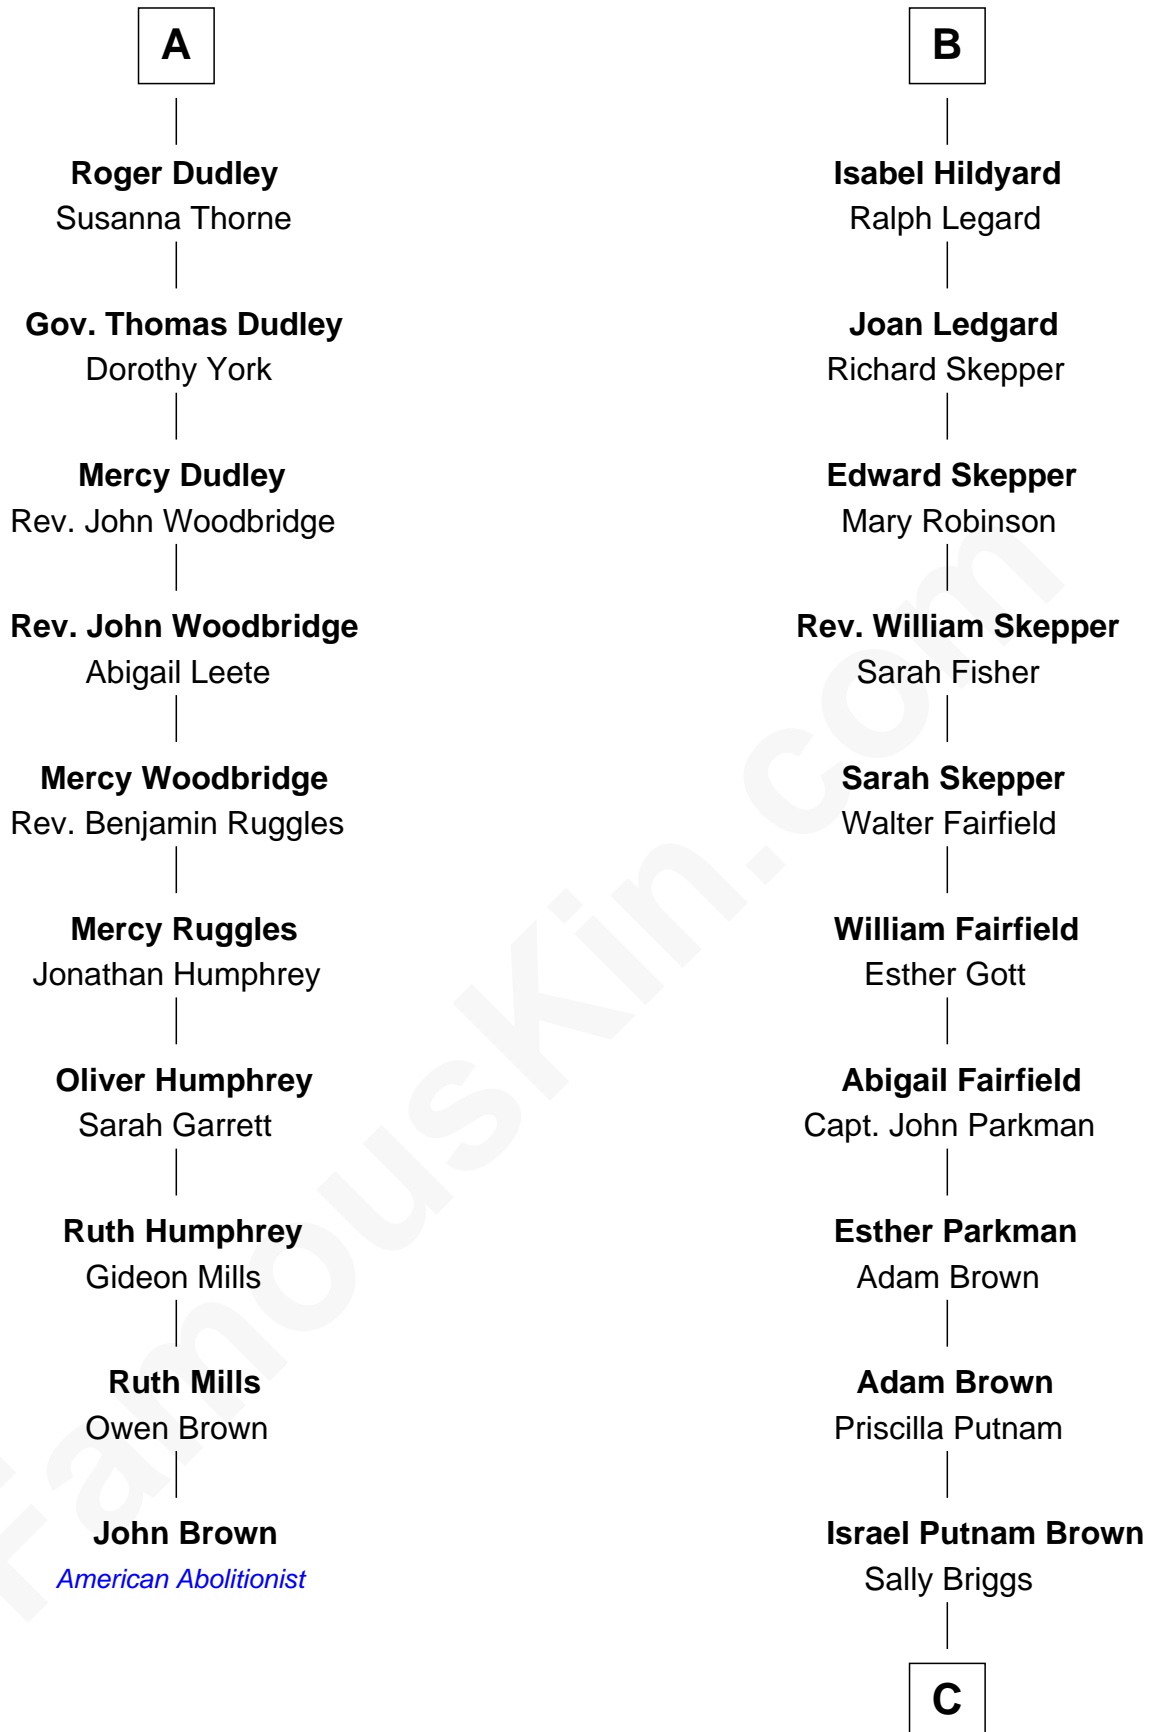 A
Roger Dudley
Susanna Thorne
Gov. Thomas Dudley
Dorothy York
Mercy Dudley
Rev. John Woodbridge
Rev. John Woodbridge
Abigail Leete
Mercy Woodbridge
Rev. Benjamin Ruggles
Mercy Ruggles
Jonathan Humphrey
Oliver Humphrey
Sarah Garrett
Ruth Humphrey
Gideon Mills
Ruth Mills
Owen Brown
John Brown
American Abolitionist
B
Isabel Hildyard
Ralph Legard
Joan Ledgard
Richard Skepper
Edward Skepper
Mary Robinson
Rev. William Skepper
Sarah Fisher
Sarah Skepper
Walter Fairfield
William Fairfield
Esther Gott
Abigail Fairfield
Capt. John Parkman
Esther Parkman
Adam Brown
Adam Brown
Priscilla Putnam
Israel Putnam Brown
Sally Briggs
C
FamousKin.com